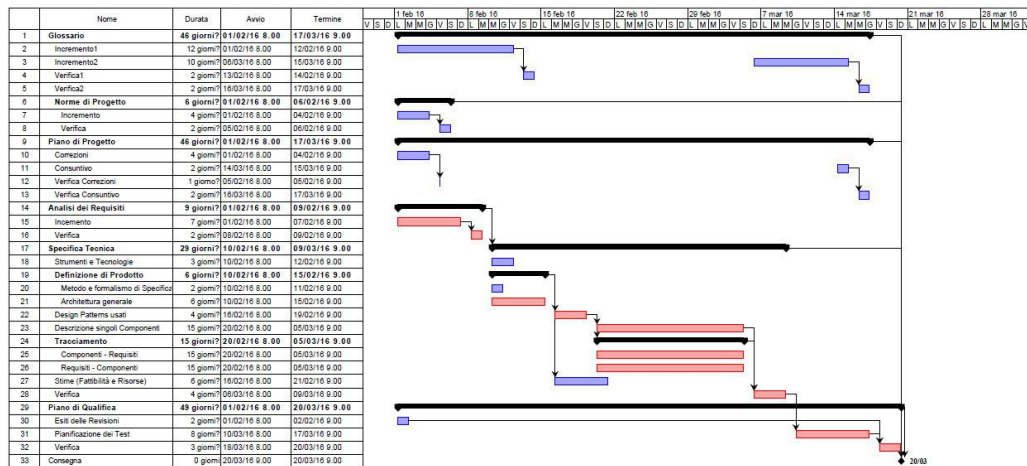 Nome Durata Avvio Termine
1 feb 16 8 feb 16 15 feb 16 22 feb 16 29 feb 16 7 mar 16 14 mar 16 21 mar 16 28 mar 16
V S D L M M G V S D L M M G V S D L M M G V S D L M M G V S D L M M G V S D L M M G V S D L M M G V S D L M M G V S D L M M G V
1 Glossario 46 giorni? 01/02/16 8.00 17/03/16 9.00
2 Incremento1 12 giorni? 01/02/16 8.00 12/02/16 9.00
3 Incremento2 10 giorni? 06/03/16 8.00 15/03/16 9.00
4 Verifica1 2 giorni? 13/02/16 8.00 14/02/16 9.00
5 Verifica2 2 giorni? 16/03/16 8.00 17/03/16 9.00
6 Norme di Progetto 6 giorni? 01/02/16 8.00 06/02/16 9.00
7 Incremento 4 giorni? 01/02/16 8.00 04/02/16 9.00
8 Verifica 2 giorni? 05/02/16 8.00 06/02/16 9.00
9 Piano di Progetto 46 giorni? 01/02/16 8.00 17/03/16 9.00
10 Correzioni 4 giorni? 01/02/16 8.00 04/02/16 9.00
11 Consuntivo 2 giorni? 14/03/16 8.00 15/03/16 9.00
12 Verifica Correzioni 1 giorno? 05/02/16 8.00 05/02/16 9.00
13 Verifica Consuntivo 2 giorni? 16/03/16 8.00 17/03/16 9.00
14 Analisi dei Requisiti 9 giorni? 01/02/16 8.00 09/02/16 9.00
15 Incemento 7 giorni? 01/02/16 8.00 07/02/16 9.00
16 Verifica 2 giorni? 08/02/16 8.00 09/02/16 9.00
17 Specifica Tecnica 29 giorni? 10/02/16 8.00 09/03/16 9.00
18 Strumenti e Tecnologie 3 giorni? 10/02/16 8.00 12/02/16 9.00
19 Definizione di Prodotto 6 giorni? 10/02/16 8.00 15/02/16 9.00
20 Metodo e formalismo di Specifica 2 giorni? 10/02/16 8.00 11/02/16 9.00
21 Architettura generale 6 giorni? 10/02/16 8.00 15/02/16 9.00
22 Design Patterns usati 4 giorni? 16/02/16 8.00 19/02/16 9.00
23 Descrizione singoli Componenti 15 giorni? 20/02/16 8.00 05/03/16 9.00
24 Tracciamento 15 giorni? 20/02/16 8.00 05/03/16 9.00
25 Componenti - Requisiti 15 giorni? 20/02/16 8.00 05/03/16 9.00
26 Requisiti - Componenti 15 giorni? 20/02/16 8.00 05/03/16 9.00
27 Stime (Fattibilità e Risorse) 6 giorni? 16/02/16 8.00 21/02/16 9.00
28 Verifica 4 giorni? 06/03/16 8.00 09/03/16 9.00
29 Piano di Qualifica 49 giorni? 01/02/16 8.00 20/03/16 9.00
30 Esiti delle Revisioni 2 giorni? 01/02/16 8.00 02/02/16 9.00
31 Pianificazione dei Test 8 giorni? 10/03/16 8.00 17/03/16 9.00
32 Verifica 3 giorni? 18/03/16 8.00 20/03/16 9.00
33 Consegna 0 giorni 20/03/16 9.00 20/03/16 9.00 20/03